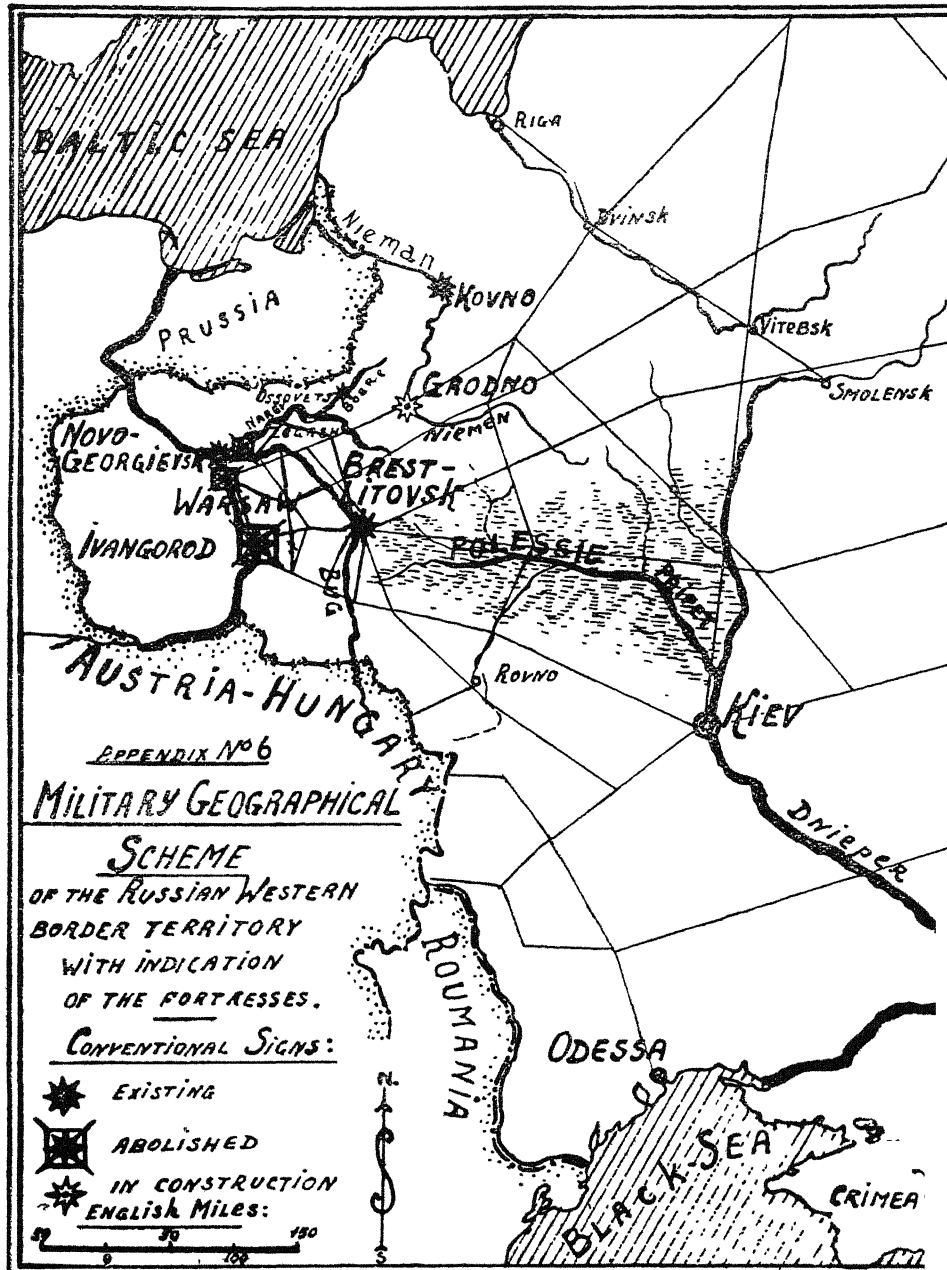 BALTIC SEA
RIGA
DVINSK
NIEMAN
KOVNO
VITEBSK
PRUSSIA
SMOLENSK
OSSOVETS
BOBRE
GRODNO
NIEMEN
NOVO-
GEORGIEVSK
BREST-
LITOVSK
WARSAW
IVANGOROD
POLESSIE
BUG
ROVNO
KIEV
AUSTRIA-HUNGARY
DNIEPER
APPENDIX No 6
MILITARY GEOGRAPHICAL
SCHEME
OF THE RUSSIAN WESTERN
BORDER TERRITORY
WITH INDICATION
OF THE FORTRESSES.
CONVENTIONAL SIGNS:
EXISTING
ABOLISHED
IN CONSTRUCTION
ENGLISH MILES:
50 0 50 100 150
N.
S
ROUMANIA
ODESSA
BLACK-SEA
CRIMEA